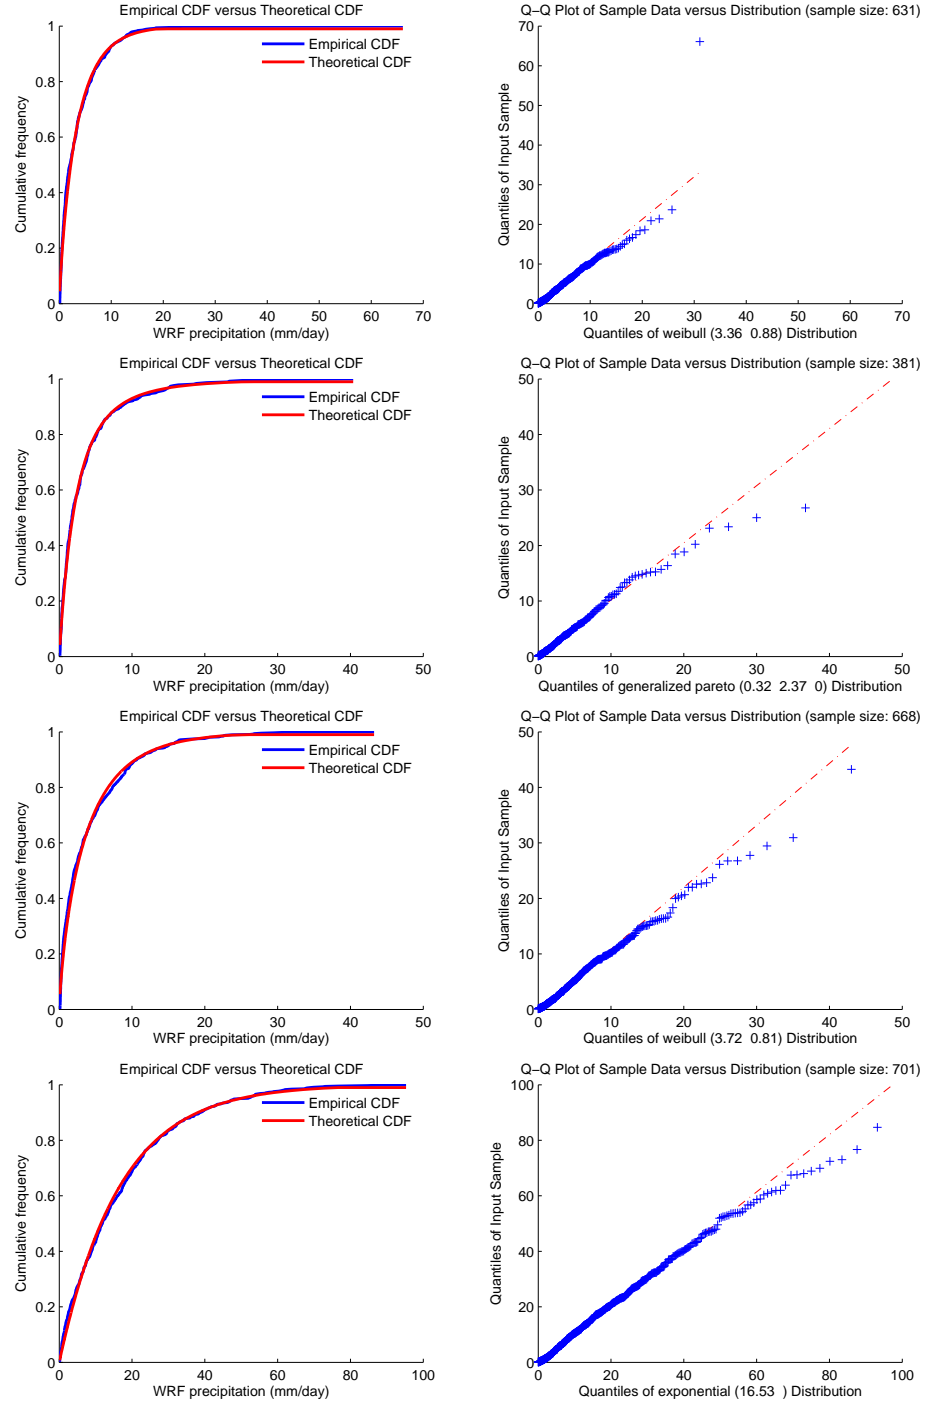 Empirical CDF versus Theoretical CDF
1
0.8
0.6
0.4
0.2
0
Cumulative frequency
Empirical CDF
Theoretical CDF
0 10 20 30 40 50 60 70
WRF precipitation (mm/day)
Q−Q Plot of Sample Data versus Distribution (sample size: 631)
70
60
50
40
30
20
10
0
Quantiles of Input Sample
0 10 20 30 40 50 60 70
Quantiles of weibull (3.36 0.88) Distribution
Empirical CDF versus Theoretical CDF
1
0.8
0.6
0.4
0.2
0
Cumulative frequency
Empirical CDF
Theoretical CDF
0 10 20 30 40 50
WRF precipitation (mm/day)
Q−Q Plot of Sample Data versus Distribution (sample size: 381)
50
40
30
20
10
0
Quantiles of Input Sample
0 10 20 30 40 50
Quantiles of generalized pareto (0.32 2.37 0) Distribution
Empirical CDF versus Theoretical CDF
1
0.8
0.6
0.4
0.2
0
Cumulative frequency
Empirical CDF
Theoretical CDF
0 10 20 30 40 50
WRF precipitation (mm/day)
Q−Q Plot of Sample Data versus Distribution (sample size: 668)
50
40
30
20
10
0
Quantiles of Input Sample
0 10 20 30 40 50
Quantiles of weibull (3.72 0.81) Distribution
Empirical CDF versus Theoretical CDF
1
0.8
0.6
0.4
0.2
0
Cumulative frequency
Empirical CDF
Theoretical CDF
0 20 40 60 80 100
WRF precipitation (mm/day)
Q−Q Plot of Sample Data versus Distribution (sample size: 701)
100
80
60
40
20
0
Quantiles of Input Sample
0 20 40 60 80 100
Quantiles of exponential (16.53 ) Distribution